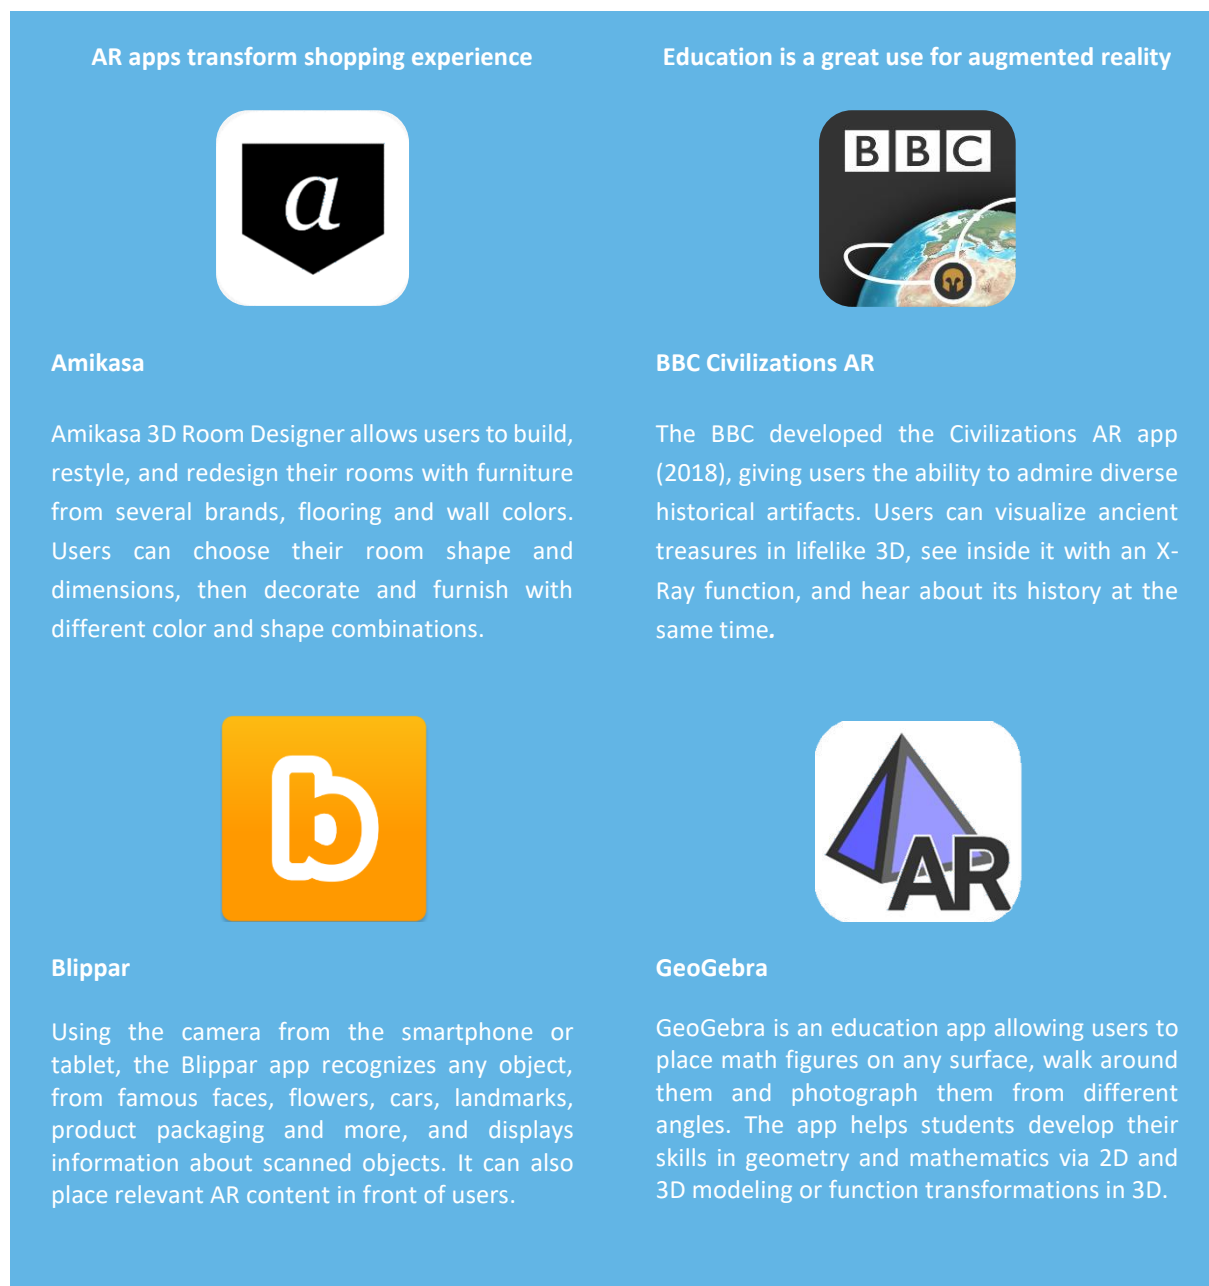 AR apps transform shopping experience
a
Amikasa
Amikasa 3D Room Designer allows users to build,
restyle, and redesign their rooms with furniture
from several brands, flooring and wall colors.
Users can choose their room shape and
dimensions, then decorate and furnish with
different color and shape combinations.
b
Blippar
Using the camera from the smartphone or
tablet, the Blippar app recognizes any object,
from famous faces, flowers, cars, landmarks,
product packaging and more, and displays
information about scanned objects. It can also
place relevant AR content in front of users.
Education is a great use for augmented reality
BBC
BBC Civilizations AR
The BBC developed the Civilizations AR app
(2018), giving users the ability to admire diverse
historical artifacts. Users can visualize ancient
treasures in lifelike 3D, see inside it with an X-
Ray function, and hear about its history at the
same time.
AR
GeoGebra
GeoGebra is an education app allowing users to
place math figures on any surface, walk around
them and photograph them from different
angles. The app helps students develop their
skills in geometry and mathematics via 2D and
3D modeling or function transformations in 3D.